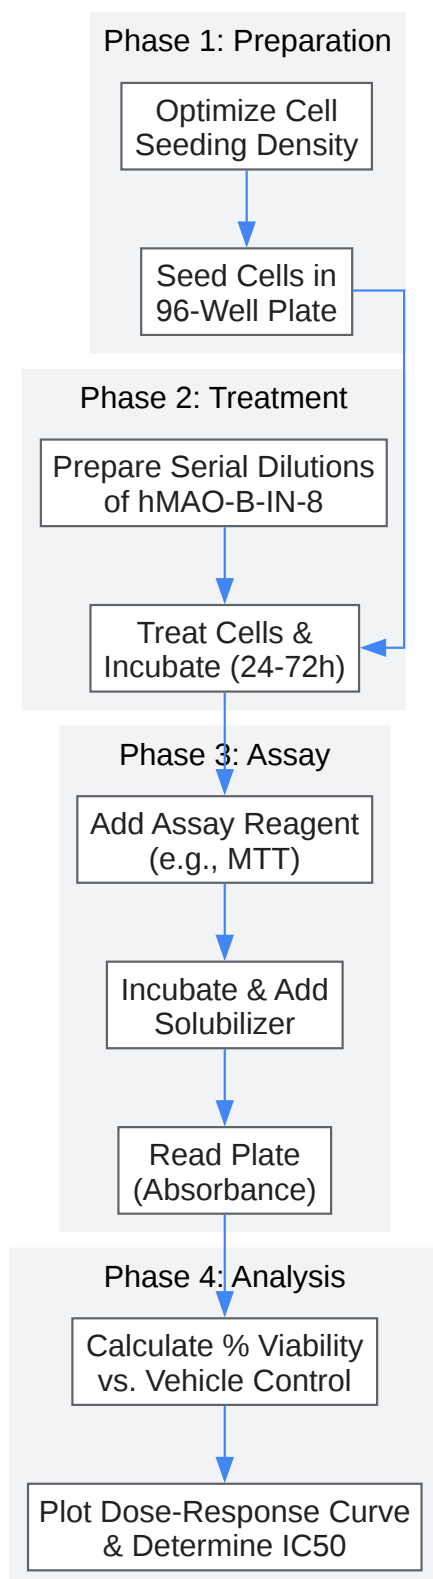 Phase 1: Preparation
Optimize Cell
Seeding Density
Seed Cells in
96-Well Plate
Phase 2: Treatment
Prepare Serial Dilutions
of hMAO-B-IN-8
Treat Cells &
Incubate (24-72h)
Phase 3: Assay
Add Assay Reagent
(e.g., MTT)
Incubate & Add
Solubilizer
Read Plate
(Absorbance)
Phase 4: Analysis
Calculate % Viability
vs. Vehicle Control
Plot Dose-Response Curve
& Determine IC50